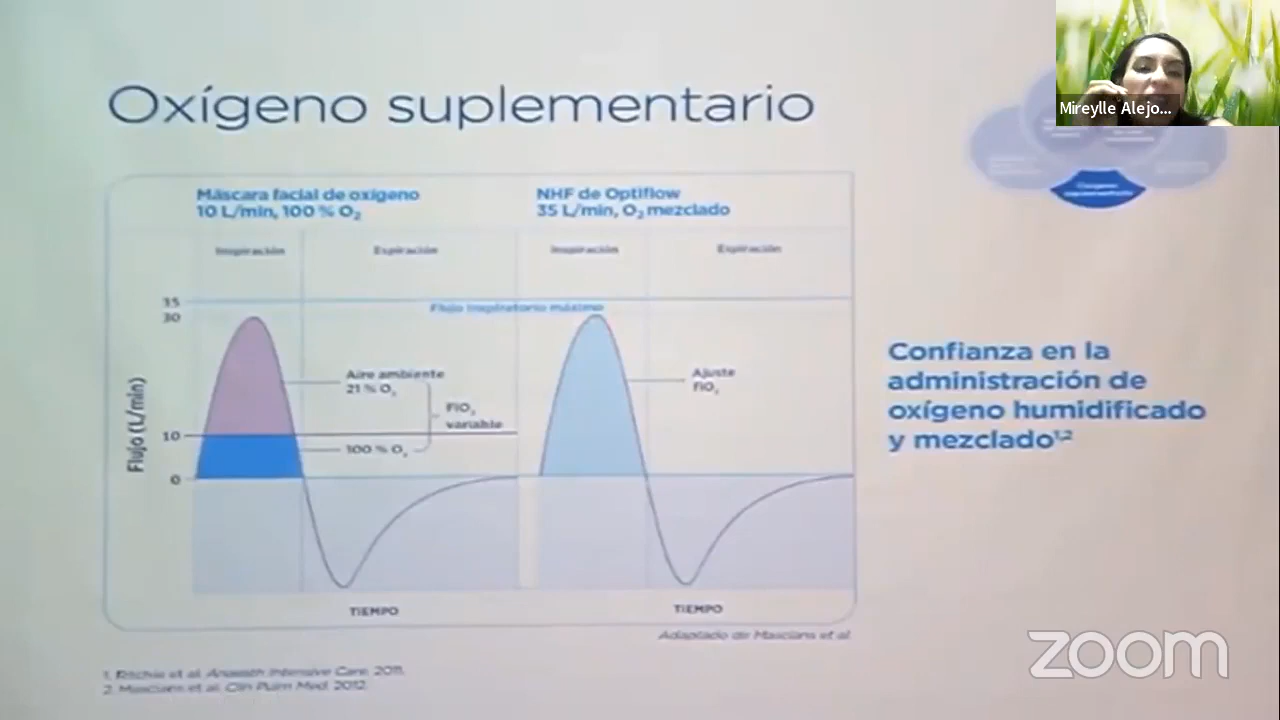 Mireylle Alejo...
Oxígeno suplementario
Máscara facial de oxígeno
10 L/min, 100 % O₂
NHF de Optiflow
35 L/min, O₂ mezclado
Inspiración
Espiración
Inspiración
Espiración
Flujo inspiratorio máximo
Flujo (L/min)
35
30
10
0
Aire ambiente
21 % O₂
FIO₂
variable
100 % O₂
Ajuste
FIO₂
TIEMPO
TIEMPO
Confianza en la
administración de
oxígeno humidificado
y mezclado¹,²
Adaptado de Masclans et al
1. Ritchie et al. Anaesth Intensive Care. 2011.
2. Masclans et al. Clin Pulm Med. 2012.
zoom